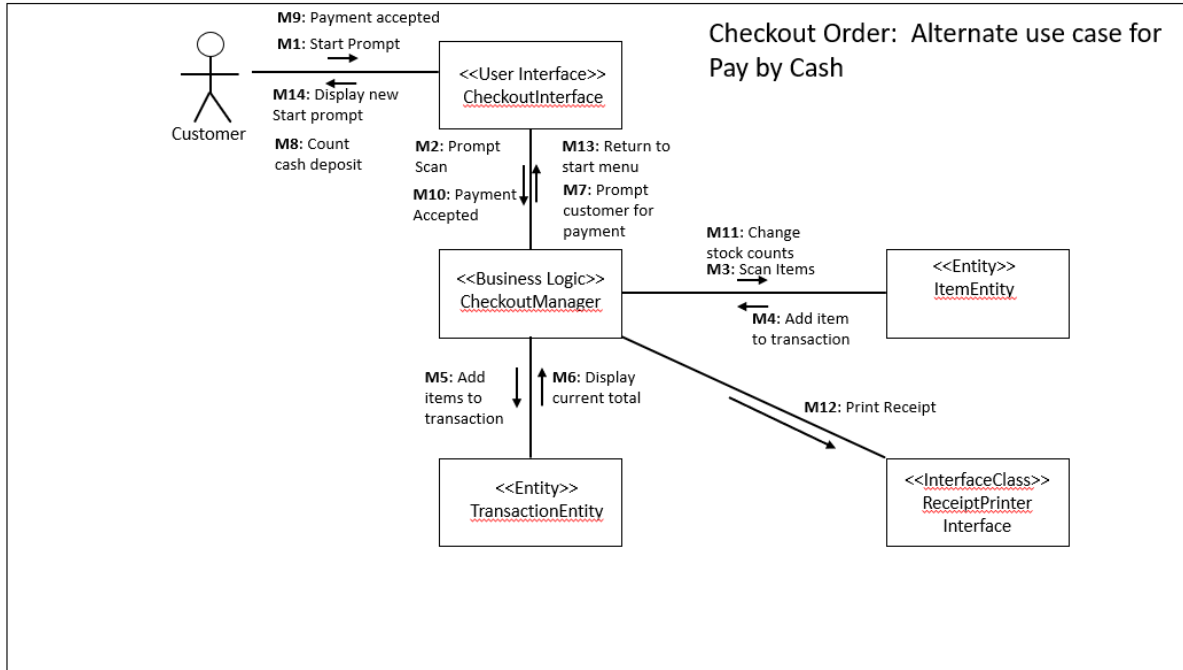 Checkout Order:  Alternate use case for
Pay by Cash
M9: Payment accepted
M1: Start Prompt
Customer
M14: Display new
Start prompt
M8: Count
cash deposit
<<User Interface>>
CheckoutInterface
M2: Prompt
Scan
M10: Payment
Accepted
M13: Return to
start menu
M7: Prompt
customer for
payment
<<Business Logic>>
CheckoutManager
M11: Change
stock counts
M3: Scan Items
M4: Add item
to transaction
<<Entity>>
ItemEntity
M5: Add
items to
transaction
M6: Display
current total
M12: Print Receipt
<<Entity>>
TransactionEntity
<<InterfaceClass>>
ReceiptPrinter
Interface